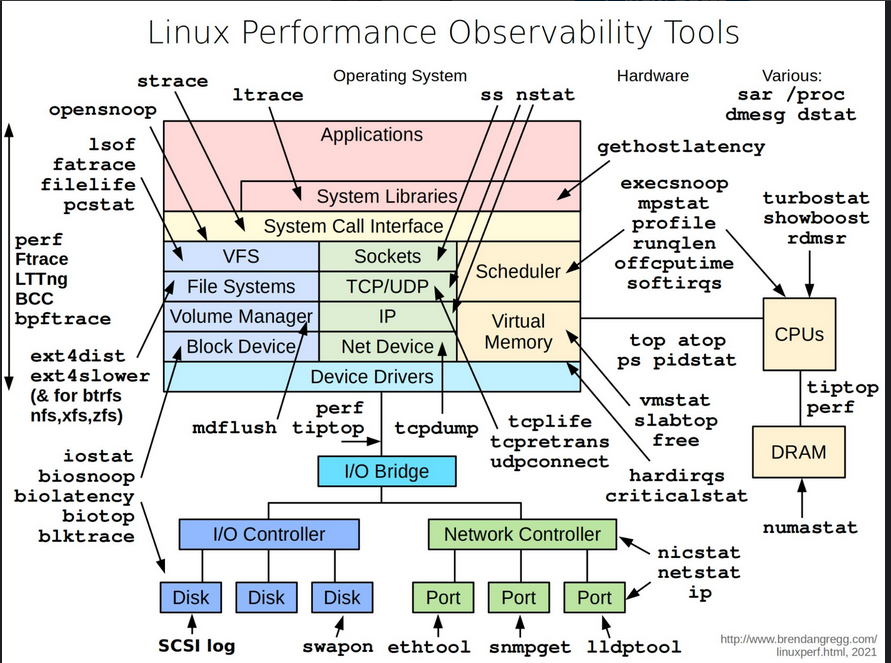 Linux Performance Observability Tools
Operating System
Hardware
Various:
sar /proc
dmesg dstat
strace
opensnoop
ltrace
ss nstat
gethostlatency
lsof
fatrace
filelife
pcstat
perf
Ftrace
LTTng
BCC
bpftrace
ext4dist
ext4slower
(& for btrfs
nfs,xfs,zfs)
iostat
biosnoop
biolatency
biotop
blktrace
Applications
System Libraries
System Call Interface
VFS
Sockets
Scheduler
File Systems
TCP/UDP
Volume Manager
IP
Virtual
Memory
Block Device
Net Device
Device Drivers
execsnoop
mpstat
profile
runqlen
offcputime
softirqs
turbostat
showboost
rdmsr
CPUs
top atop
ps pidstat
tiptop
perf
DRAM
numastat
vmstat
slabtop
free
hardirqs
criticalstat
mdflush
perf
tiptop
tcpdump
tcplife
tcpretrans
udpconnect
I/O Bridge
I/O Controller
Network Controller
nicstat
netstat
ip
Disk
Disk
Disk
Port
Port
Port
SCSI log
swapon
ethtool
snmpget
lldptool
http://www.brendangregg.com/
linuxperf.html, 2021